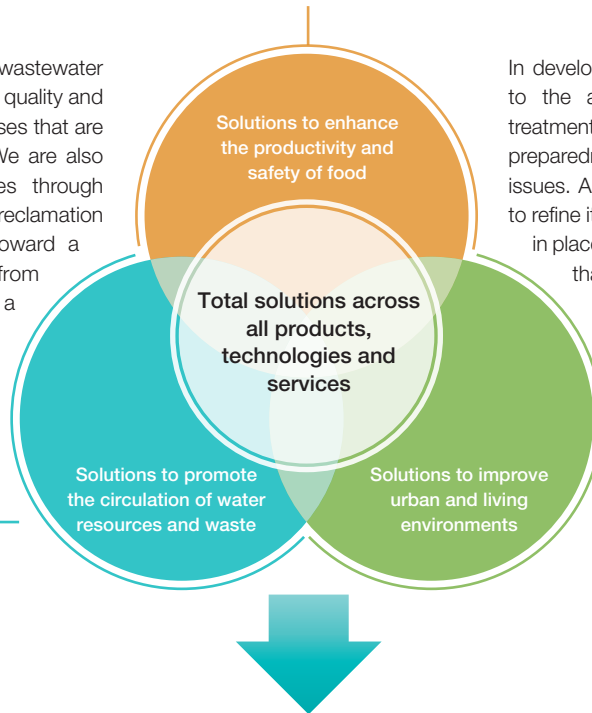 wastewater
quality and
ses that are
We are also
es through
reclamation
oward a
from
a
Solutions to enhance
the productivity and
safety of food
In develo
to the a
treatment
preparedn
issues. A
to refine it
in place
tha
Total solutions across
all products,
technologies and
services
Solutions to promote
the circulation of water
resources and waste
Solutions to improve
urban and living
environments